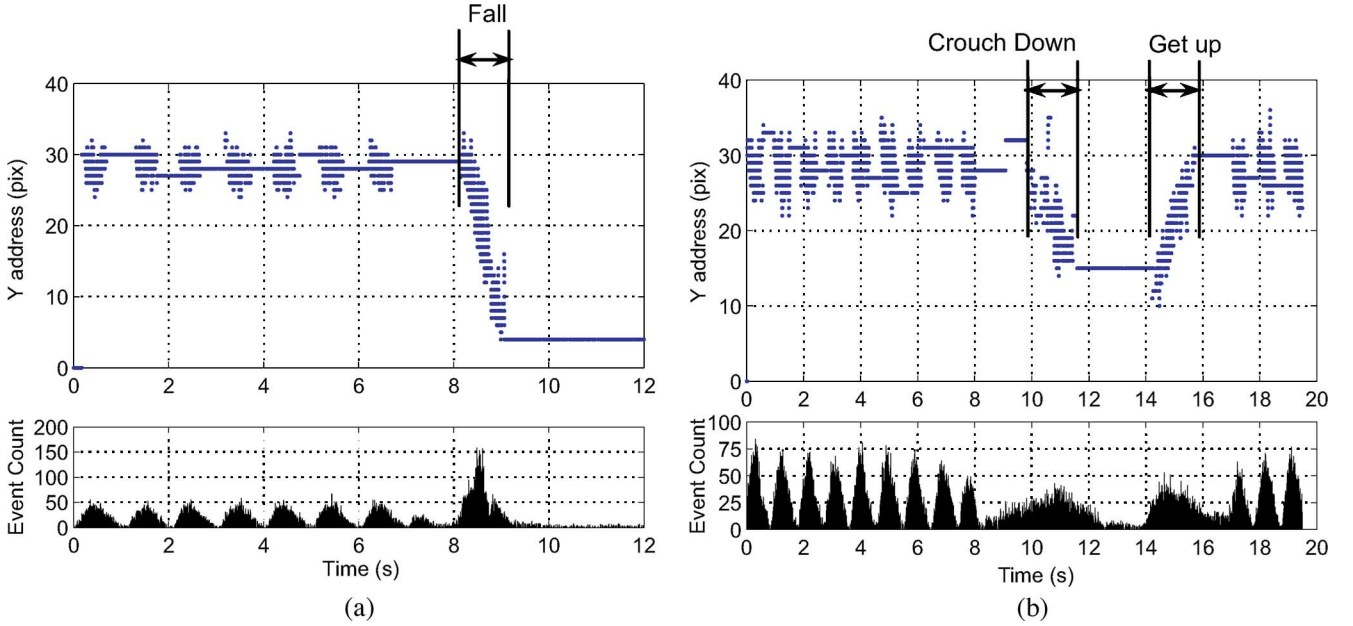 Fall
40
30
20
10
0
Y address (pix)
0 2 4 6 8 10 12
200
150
100
50
0
Event Count
0 2 4 6 8 10 12
Time (s)
(a)
Crouch Down Get up
40
30
20
10
0
Y address (pix)
0 2 4 6 8 10 12 14 16 18 20
100
75
50
25
0
Event Count
0 2 4 6 8 10 12 14 16 18 20
Time (s)
(b)